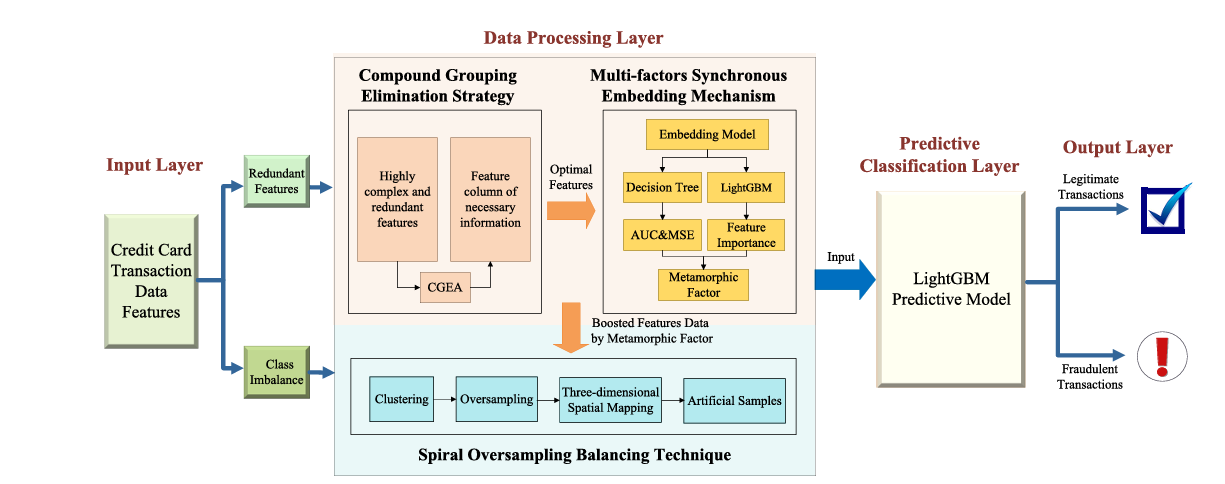 Data Processing Layer
Compound Grouping
Elimination Strategy
Multi-factors Synchronous
Embedding Mechanism
Input Layer
Redundant
Features
Credit Card
Transaction
Data
Features
Class
Imbalance
Highly
complex and
redundant
features
Feature
column of
necessary
information
CGEA
Optimal
Features
Embedding Model
Decision Tree
LightGBM
AUC&MSE
Feature
Importance
Metamorphic
Factor
Boosted Features Data
by Metamorphic Factor
Clustering
Oversampling
Three-dimensional
Spatial Mapping
Artificial Samples
Spiral Oversampling Balancing Technique
Input
Predictive
Classification Layer
LightGBM
Predictive Model
Output Layer
Legitimate
Transactions
Fraudulent
Transactions